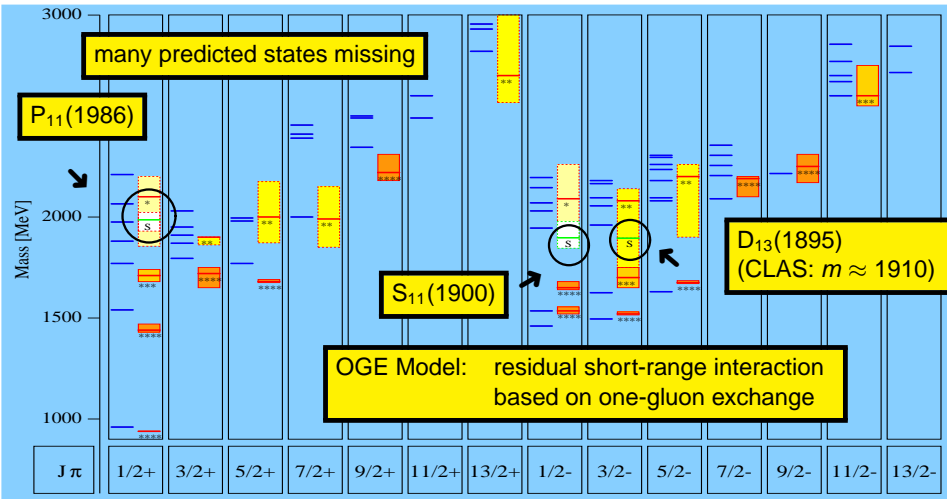 3000
many predicted states missing
P₁₁(1986)
Mass [MeV]
2000
1500
1000
*
S
***
****
****
**
****
**
****
**
****
**
****
*
S
****
****
**
S
***
****
**
****
****
****
***
D₁₃(1895)
(CLAS: m ≈ 1910)
S₁₁(1900)
OGE Model: residual short-range interaction
based on one-gluon exchange
J π 1/2+ 3/2+ 5/2+ 7/2+ 9/2+ 11/2+ 13/2+ 1/2- 3/2- 5/2- 7/2- 9/2- 11/2- 13/2-